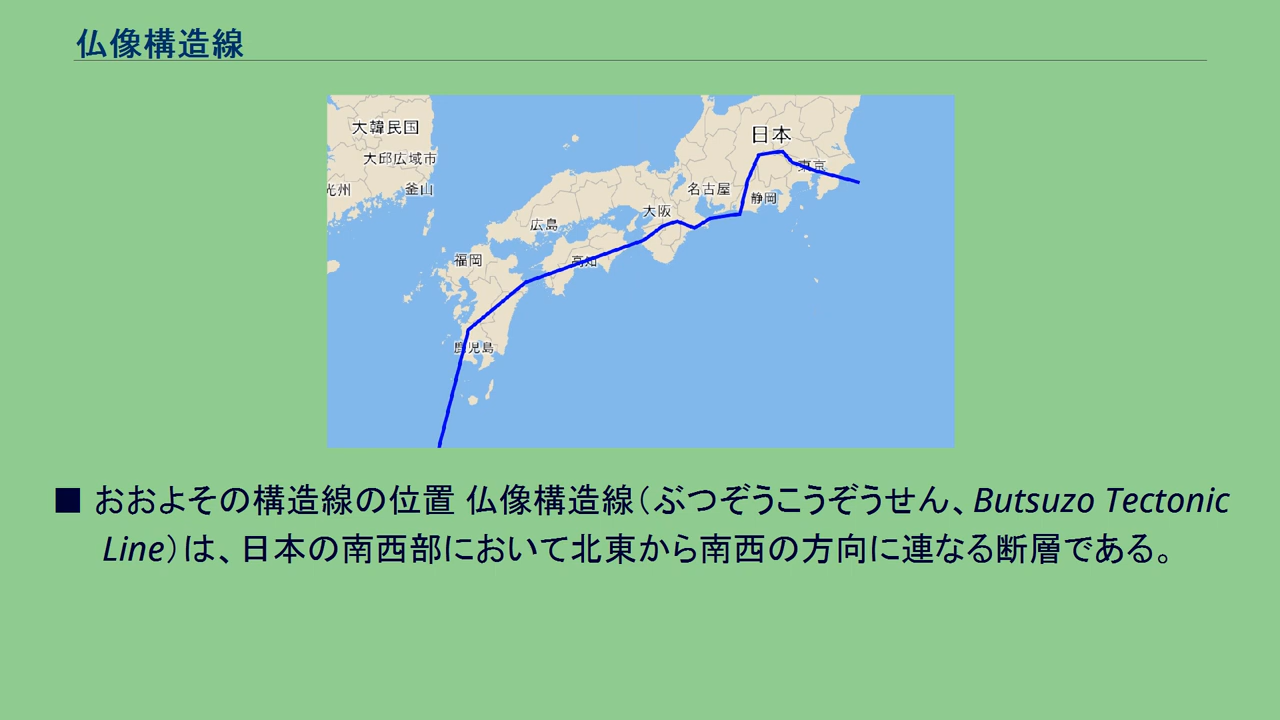 仏像構造線
大韓民国
日本
大邱広域市
東京
光州
釜山
名古屋
静岡
大阪
広島
福岡
高知
鹿児島
■ おおよその構造線の位置 仏像構造線（ぶつぞうこうぞうせん、Butsuzo Tectonic
Line）は、日本の南西部において北東から南西の方向に連なる断層である。